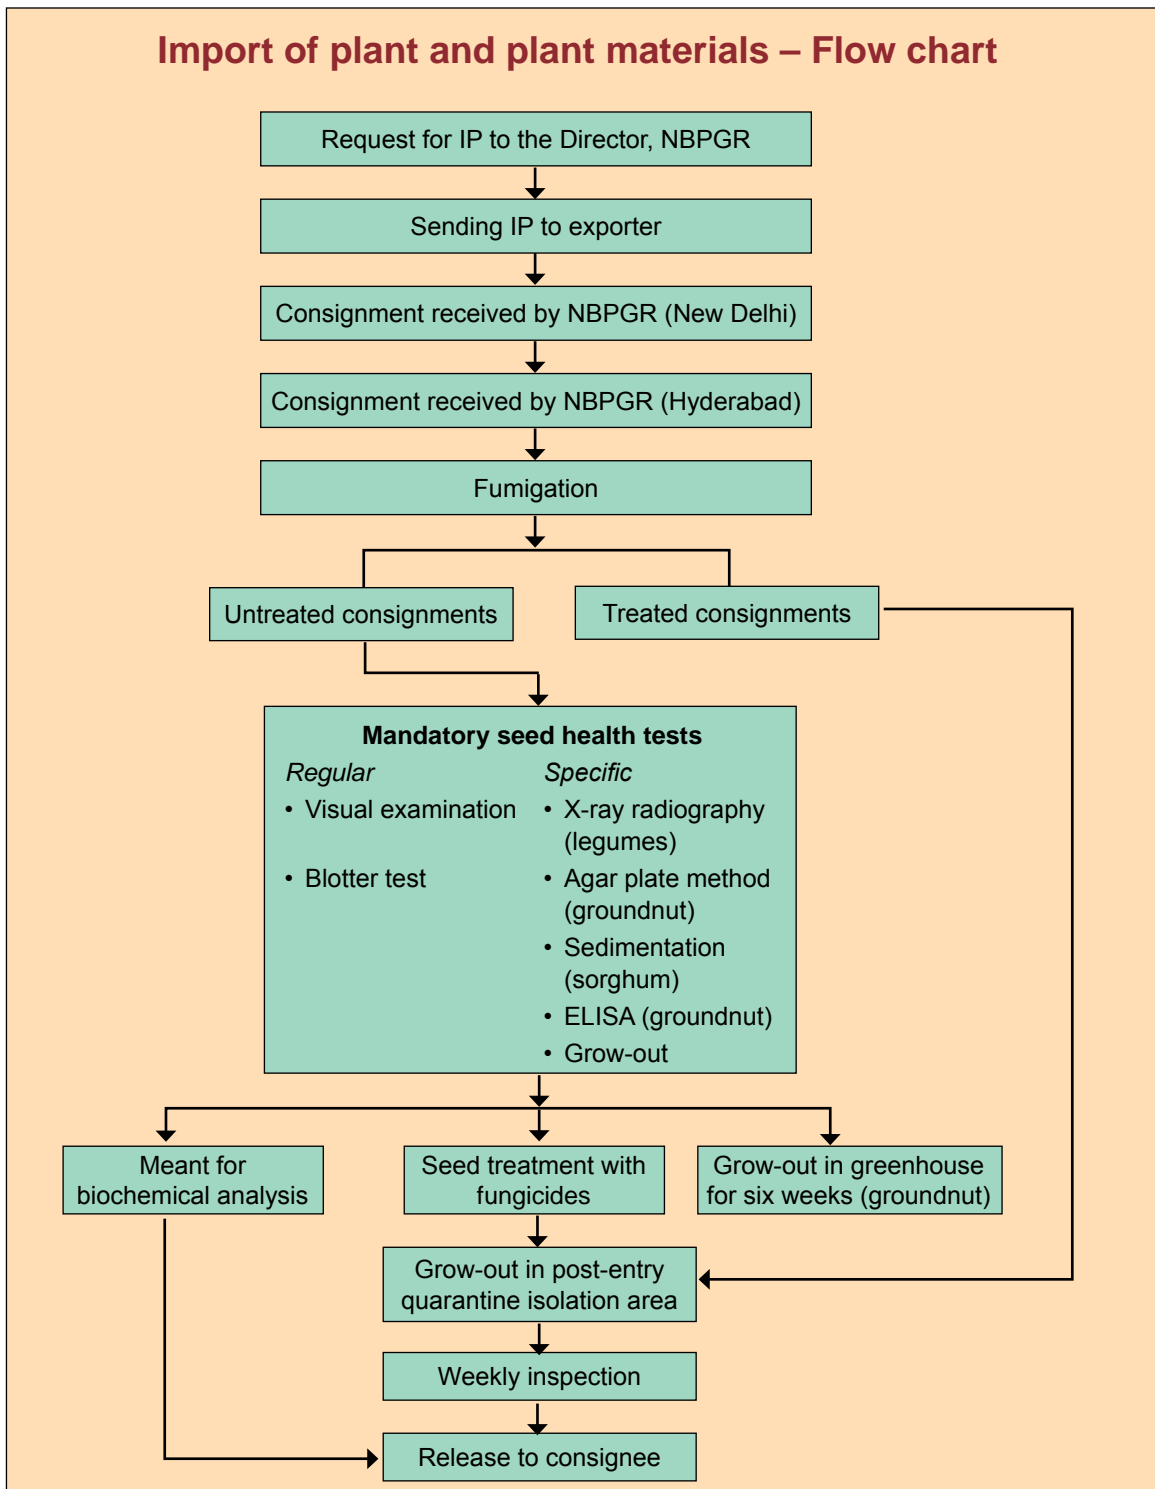 Import of plant and plant materials – Flow chart
Request for IP to the Director, NBPGR
Sending IP to exporter
Consignment received by NBPGR (New Delhi)
Consignment received by NBPGR (Hyderabad)
Fumigation
Untreated consignments
Treated consignments
Mandatory seed health tests
Regular
• Visual examination
• Blotter test
Specific
• X-ray radiography
(legumes)
• Agar plate method
(groundnut)
• Sedimentation
(sorghum)
• ELISA (groundnut)
• Grow-out
Meant for
biochemical analysis
Seed treatment with
fungicides
Grow-out in greenhouse
for six weeks (groundnut)
Grow-out in post-entry
quarantine isolation area
Weekly inspection
Release to consignee